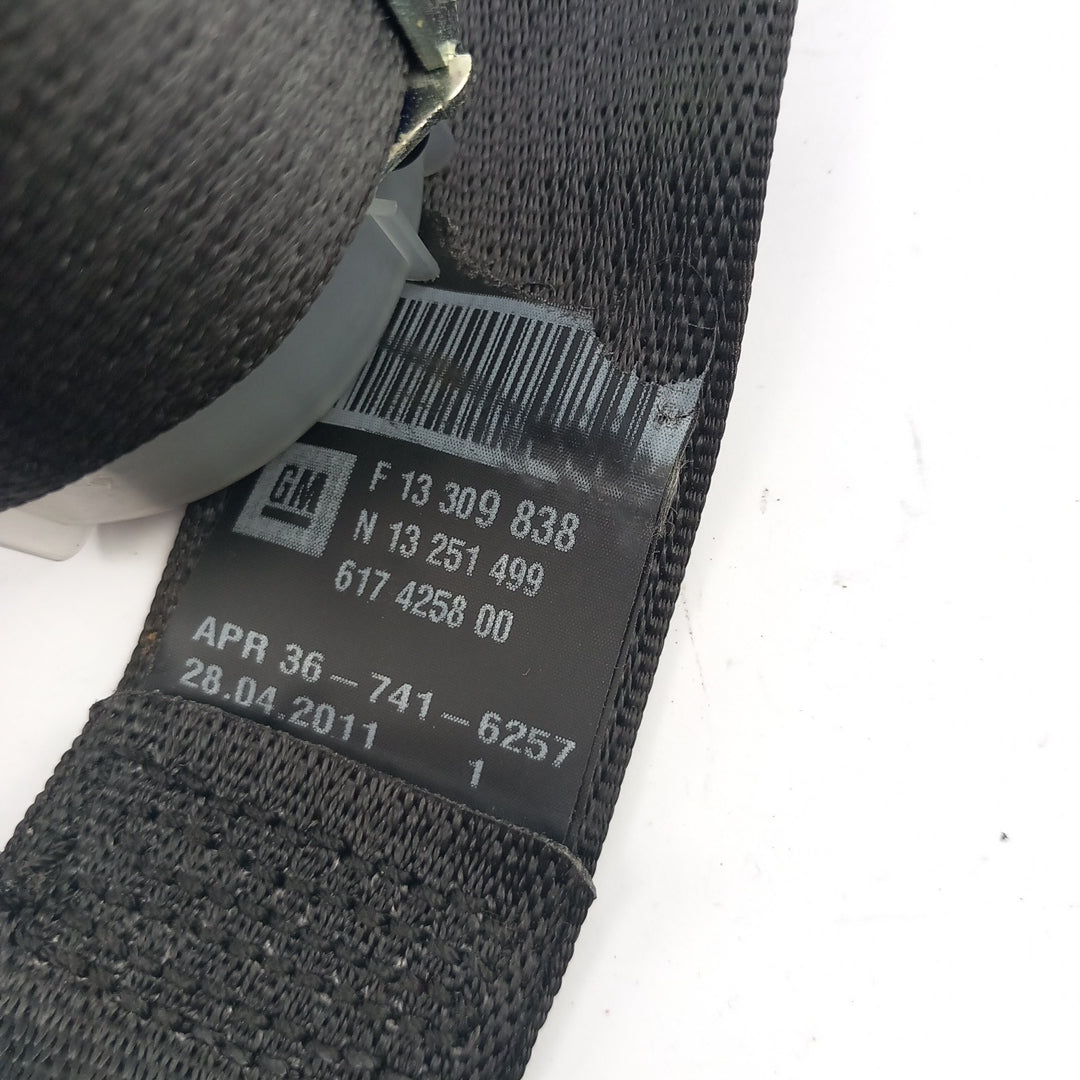 GM
F 13 309 838
N 13 251 499
617 4258 00
APR 36-741-6257
28.04.2011
1